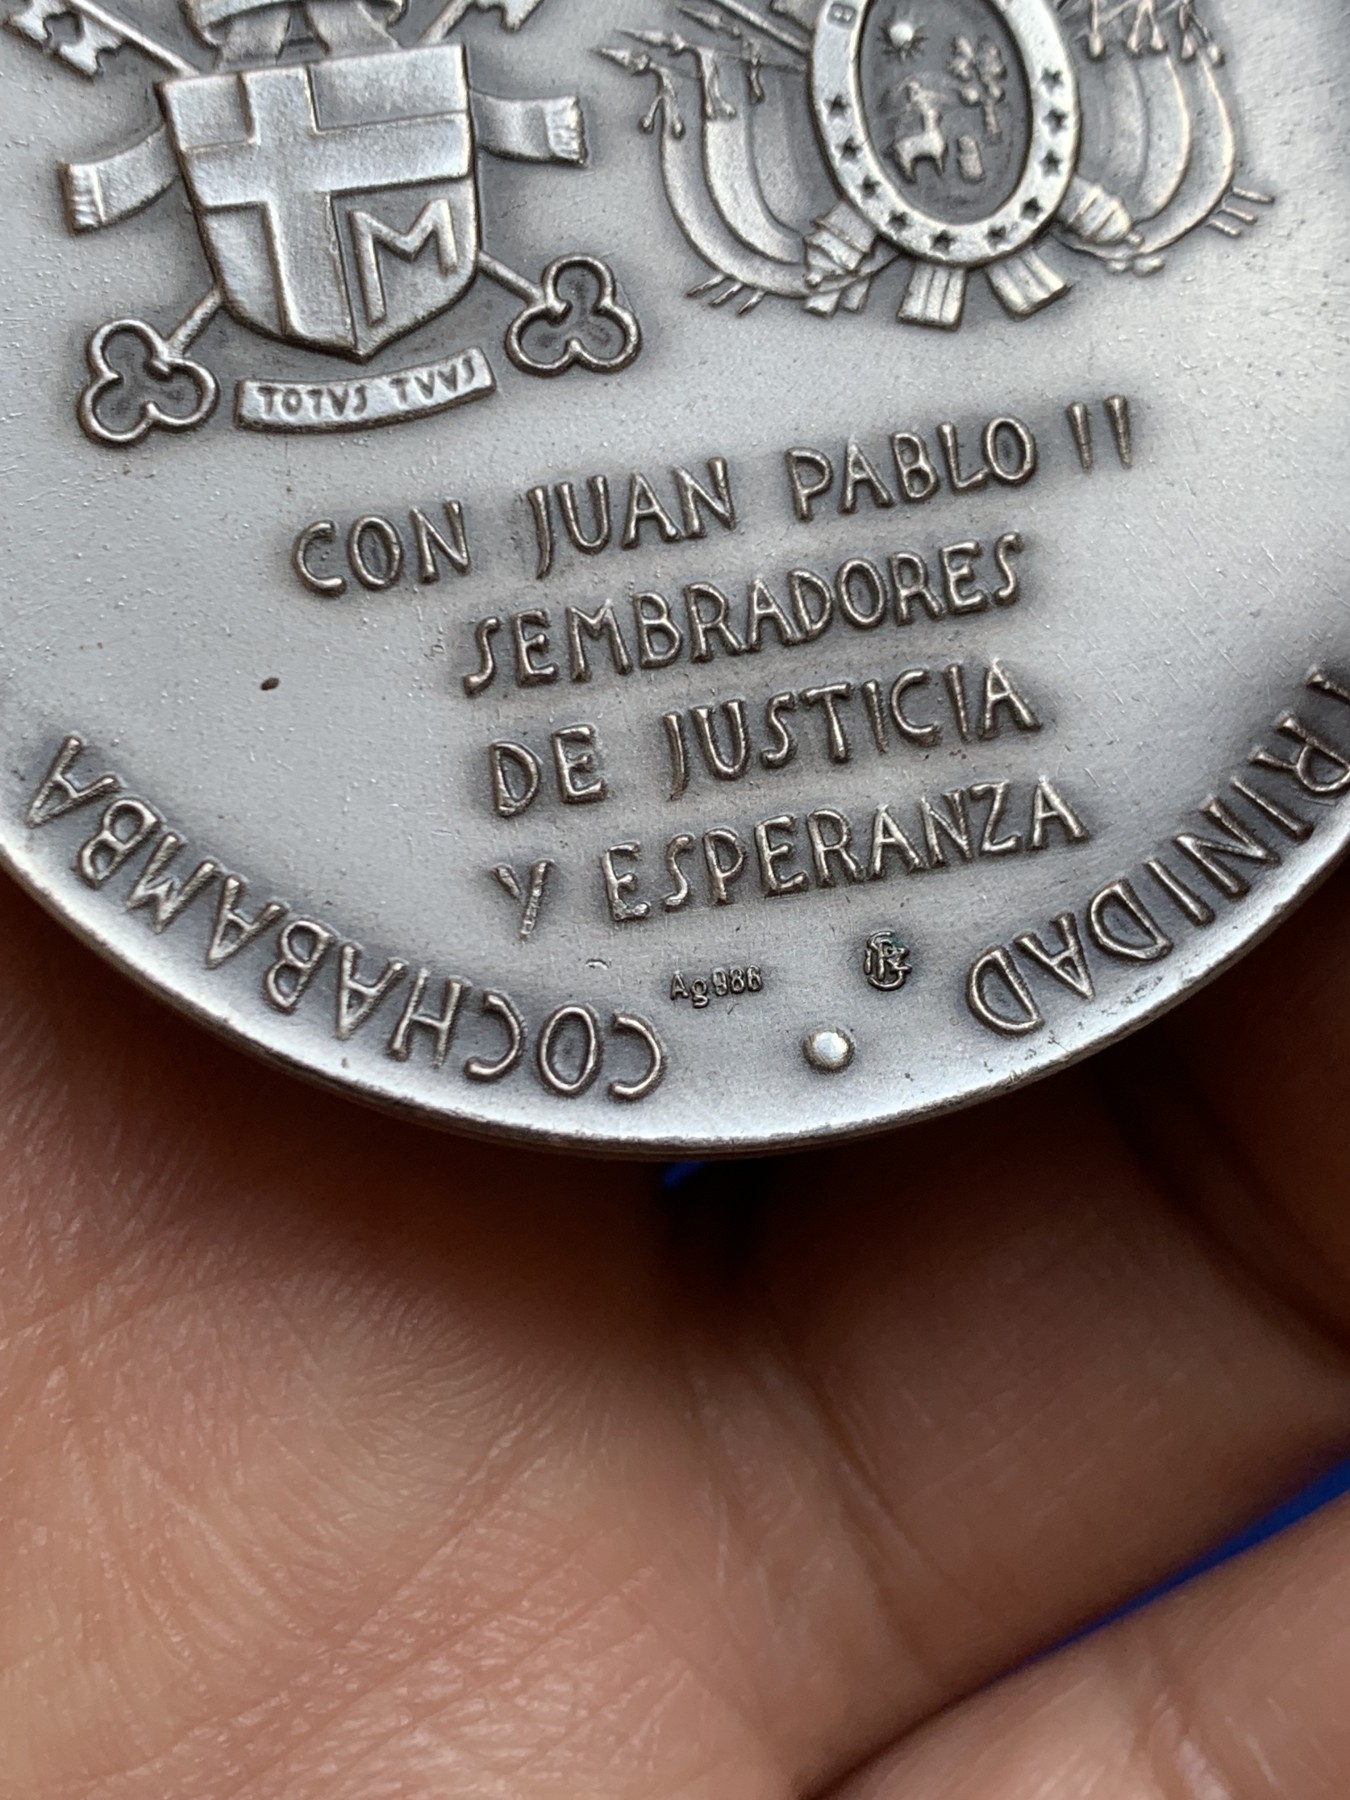 B
M
TOTVS TVVS
CON JUAN PABLO II
SEMBRADORES
DE JUSTICIA
Y ESPERANZA
Ag986
COCHABAMBA
TRINIDAD